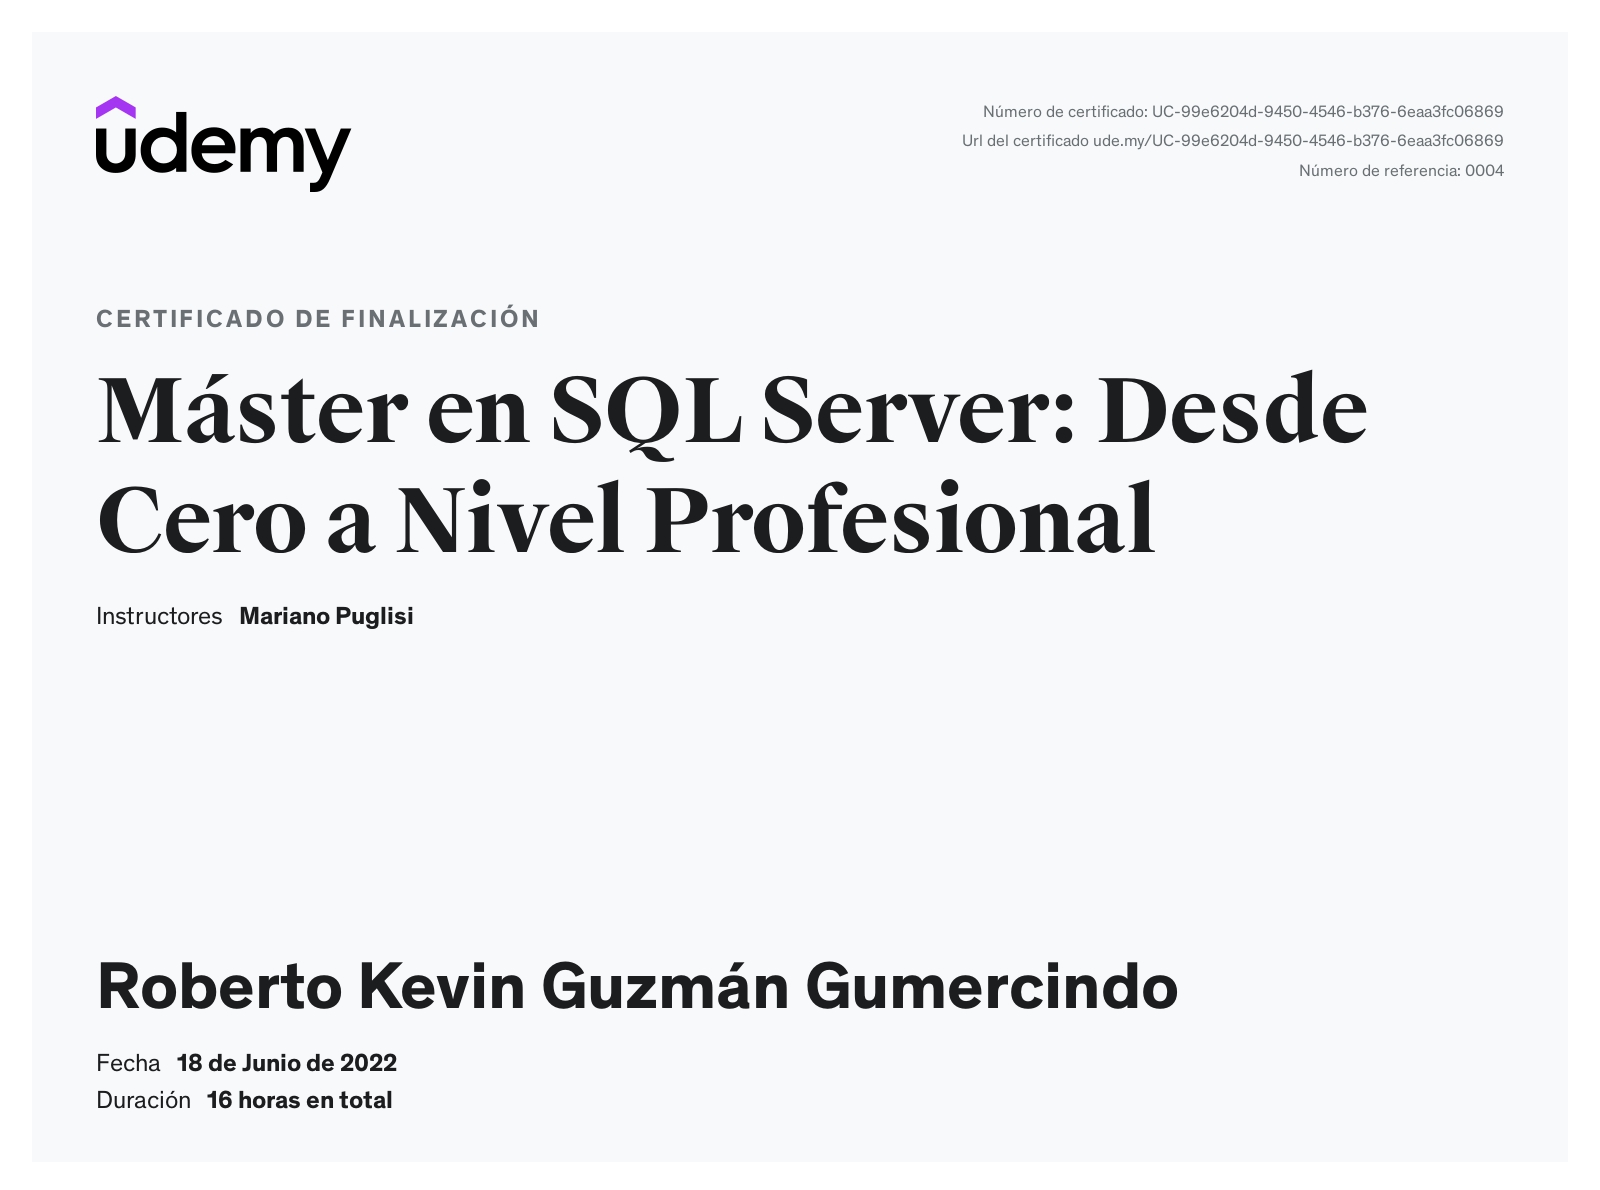 udemy
Número de certificado: UC-99e6204d-9450-4546-b376-6eaa3fc06869
Url del certificado ude.my/UC-99e6204d-9450-4546-b376-6eaa3fc06869
Número de referencia: 0004
CERTIFICADO DE FINALIZACIÓN
Máster en SQL Server: Desde
Cero a Nivel Profesional
Instructores Mariano Puglisi
Roberto Kevin Guzmán Gumercindo
Fecha 18 de Junio de 2022
Duración 16 horas en total